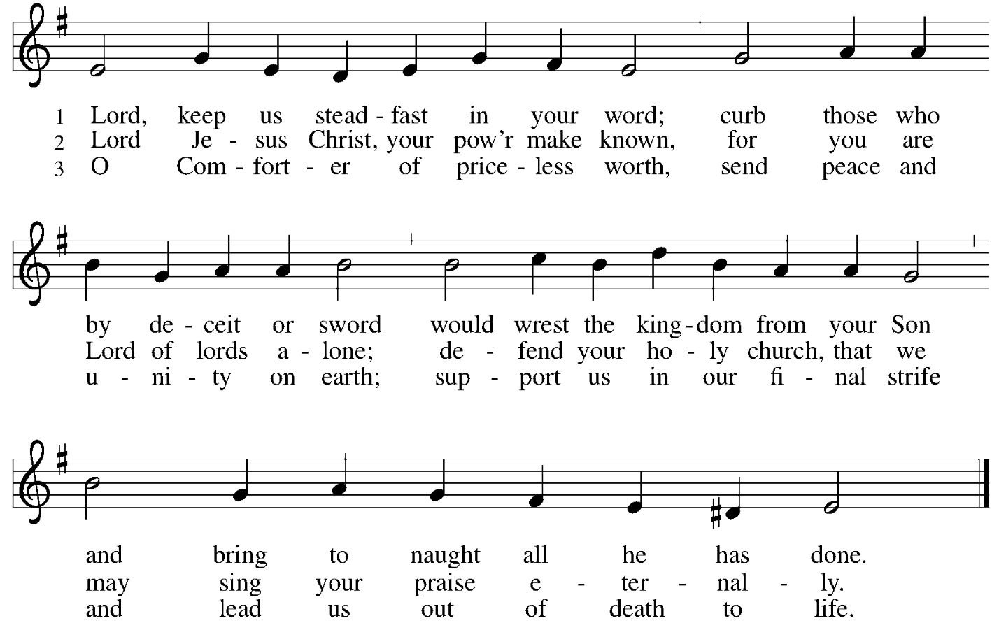 1 Lord, keep us stead - fast in your word; curb those who
2 Lord Je - sus Christ, your pow'r make known, for you are
3 O Com - fort - er of price - less worth, send peace and
by de - ceit or sword would wrest the king - dom from your Son
Lord of lords a - lone; de - fend your ho - ly church, that we
u - ni - ty on earth; sup - port us in our fi - nal strife
and bring to naught all he has done.
may sing your praise e - ter - nal - ly.
and lead us out of death to life.